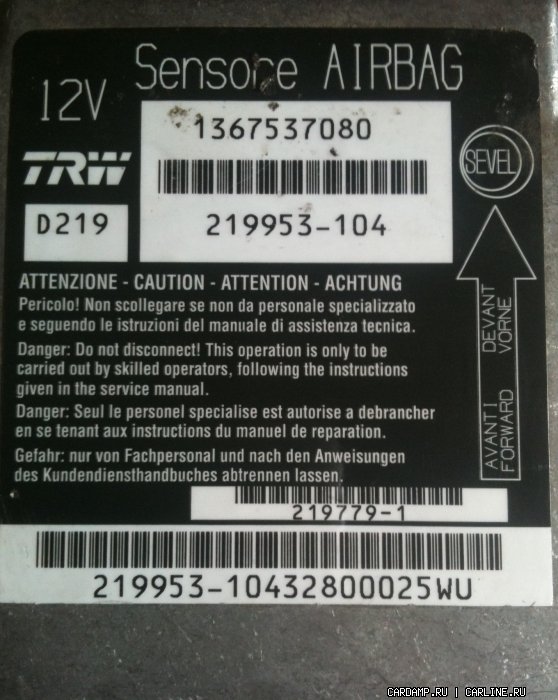 Sensore AIRBAG
12V
1367537080
TRW
SEVEL
D219
219953-104
ATTENZIONE - CAUTION - ATTENTION - ACHTUNG
Pericolo! Non scollegare se non da personale specializzato
e seguendo le istruzioni del manuale di assistenza tecnica.
Danger: Do not disconnect! This operation is only to be
carried out by skilled operators, following the instructions
given in the service manual.
Danger: Seul le personel specialise est autorise a debrancher
en se tenant aux instructions du manuel de reparation.
Gefahr: nur von Fachpersonal und nach den Anweisungen
des Kundendiensthandbuches abtrennen lassen.
AVANTI DEVANT
FORWARD VORNE
219779-1
219953-10432800025WU
CARDAMP.RU | CARLINE.RU